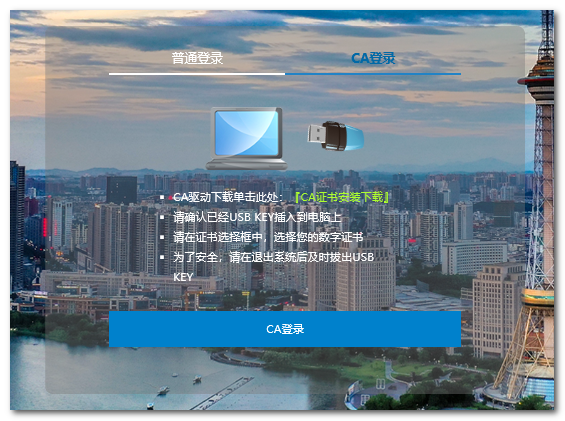 普通登录
CA登录
CA驱动下载单击此处:『CA证书安装下载』
请确认已经USB KEY插入到电脑上
请在证书选择框中，选择您的数字证书
为了安全，请在退出系统后及时拔出USB
KEY
CA登录